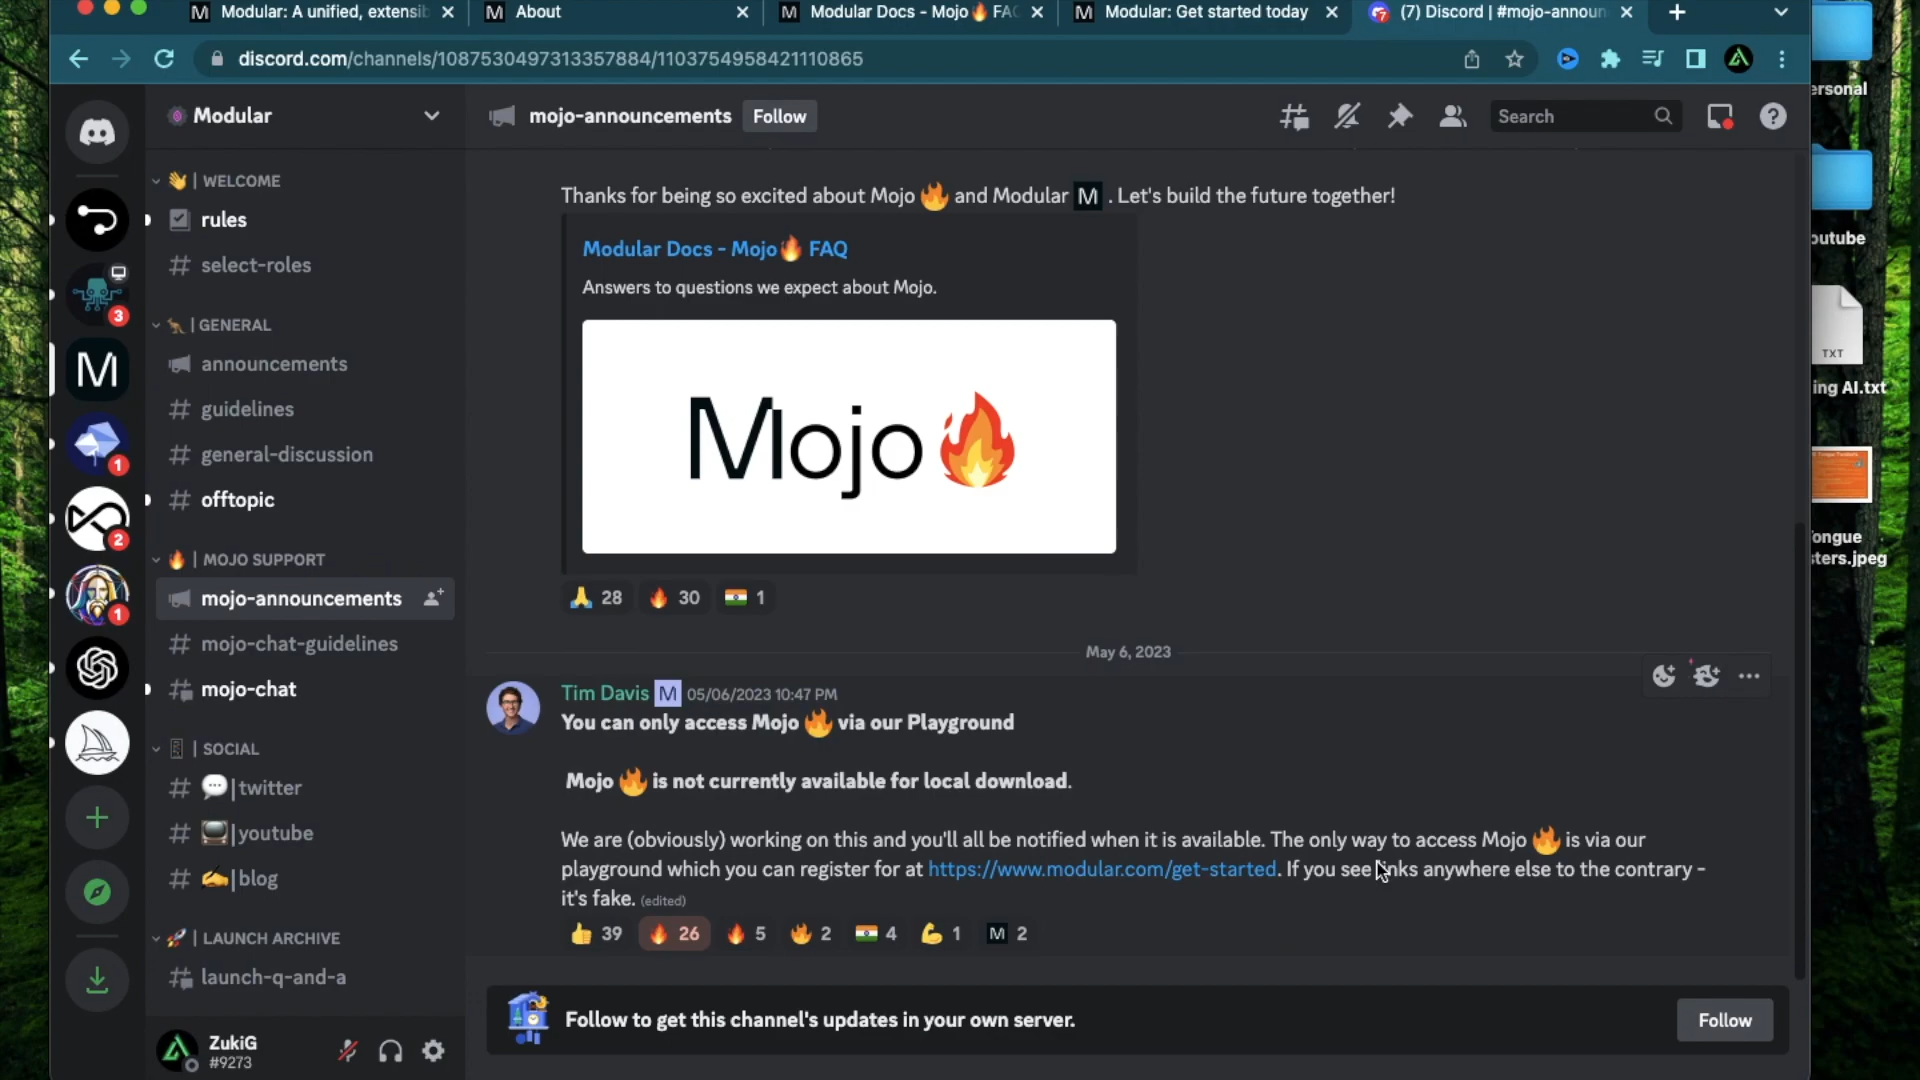 Modular: A unified, extensib
About
Modular Docs - Mojo🔥 FA
Modular: Get started today
(7) Discord | #mojo-announ
discord.com/channels/1087530497313357884/1103754958421110865
ersonal
Modular
mojo-announcements
Follow
Search
👋 | WELCOME
rules
select-roles
🦘 | GENERAL
announcements
guidelines
general-discussion
offtopic
🔥 | MOJO SUPPORT
mojo-announcements
mojo-chat-guidelines
mojo-chat
| SOCIAL
💬|twitter
📺|youtube
✍️|blog
🚀 | LAUNCH ARCHIVE
launch-q-and-a
ZukiG
#9273
3
M
1
2
1
Thanks for being so excited about Mojo 🔥 and Modular M . Let's build the future together!
Modular Docs - Mojo🔥 FAQ
Answers to questions we expect about Mojo.
Mojo🔥
🙏 28 🔥 30 🇮🇳 1
May 6, 2023
Tim Davis M 05/06/2023 10:47 PM
You can only access Mojo 🔥 via our Playground
Mojo 🔥 is not currently available for local download.
We are (obviously) working on this and you'll all be notified when it is available. The only way to access Mojo 🔥 is via our
playground which you can register for at https://www.modular.com/get-started. If you see links anywhere else to the contrary -
it's fake. (edited)
👍 39 🔥 26 🔥 5 🔥 2 🇮🇳 4 💪 1 M 2
Follow to get this channel's updates in your own server.
Follow
outube
TXT
ing AI.txt
ongue
sters.jpeg